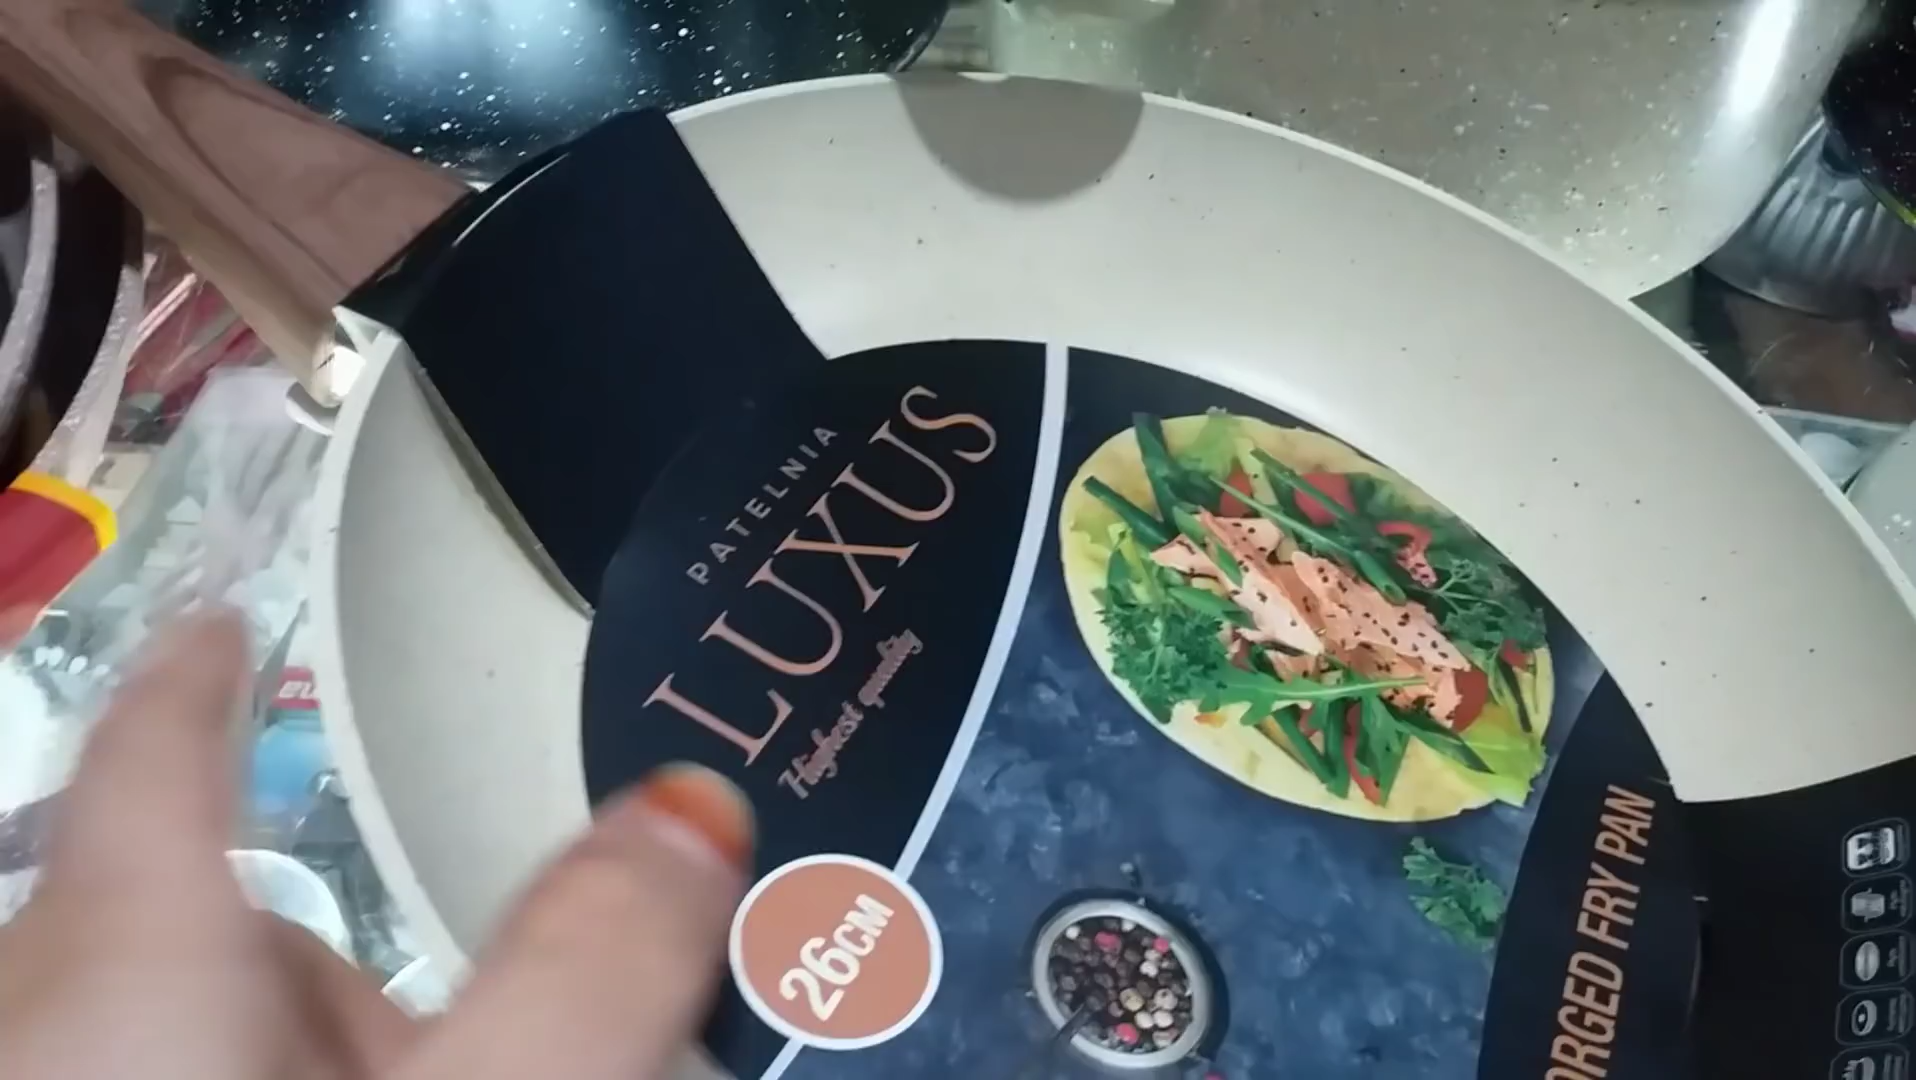 PATELNIA
LUXUS
Highest quality
26CM
ORGED FRY PAN